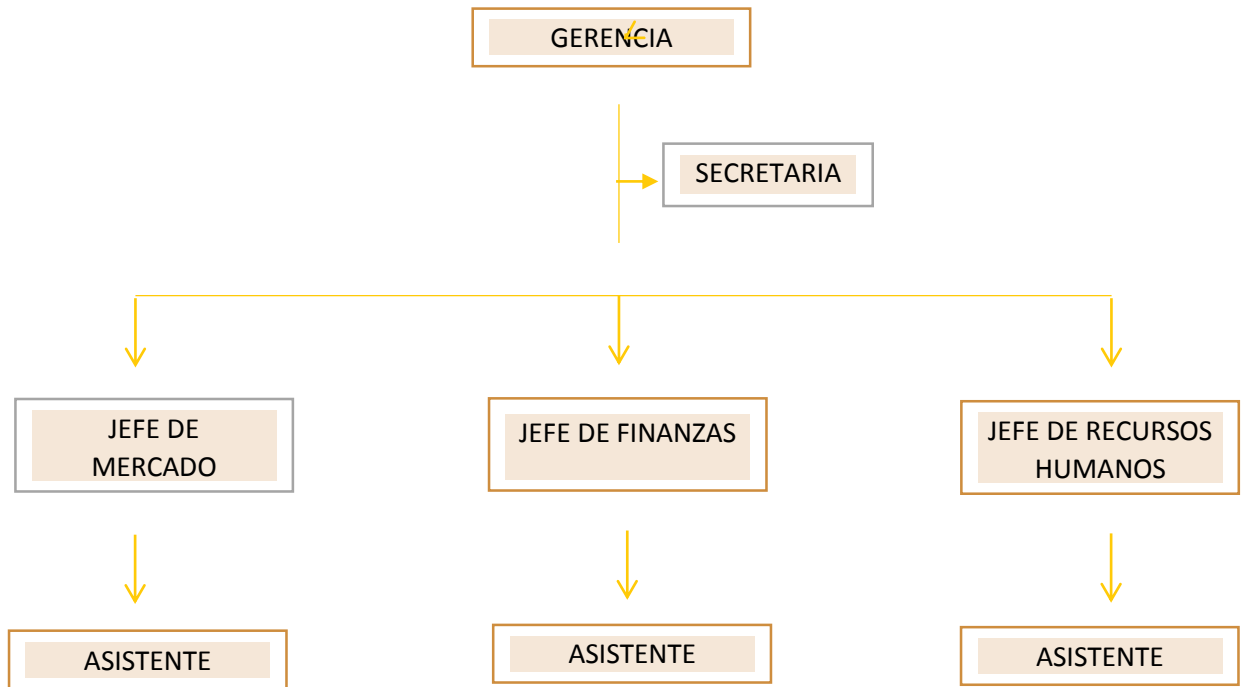 GERENCIA
SECRETARIA
JEFE DE
MERCADO
JEFE DE FINANZAS
JEFE DE RECURSOS
HUMANOS
ASISTENTE
ASISTENTE
ASISTENTE